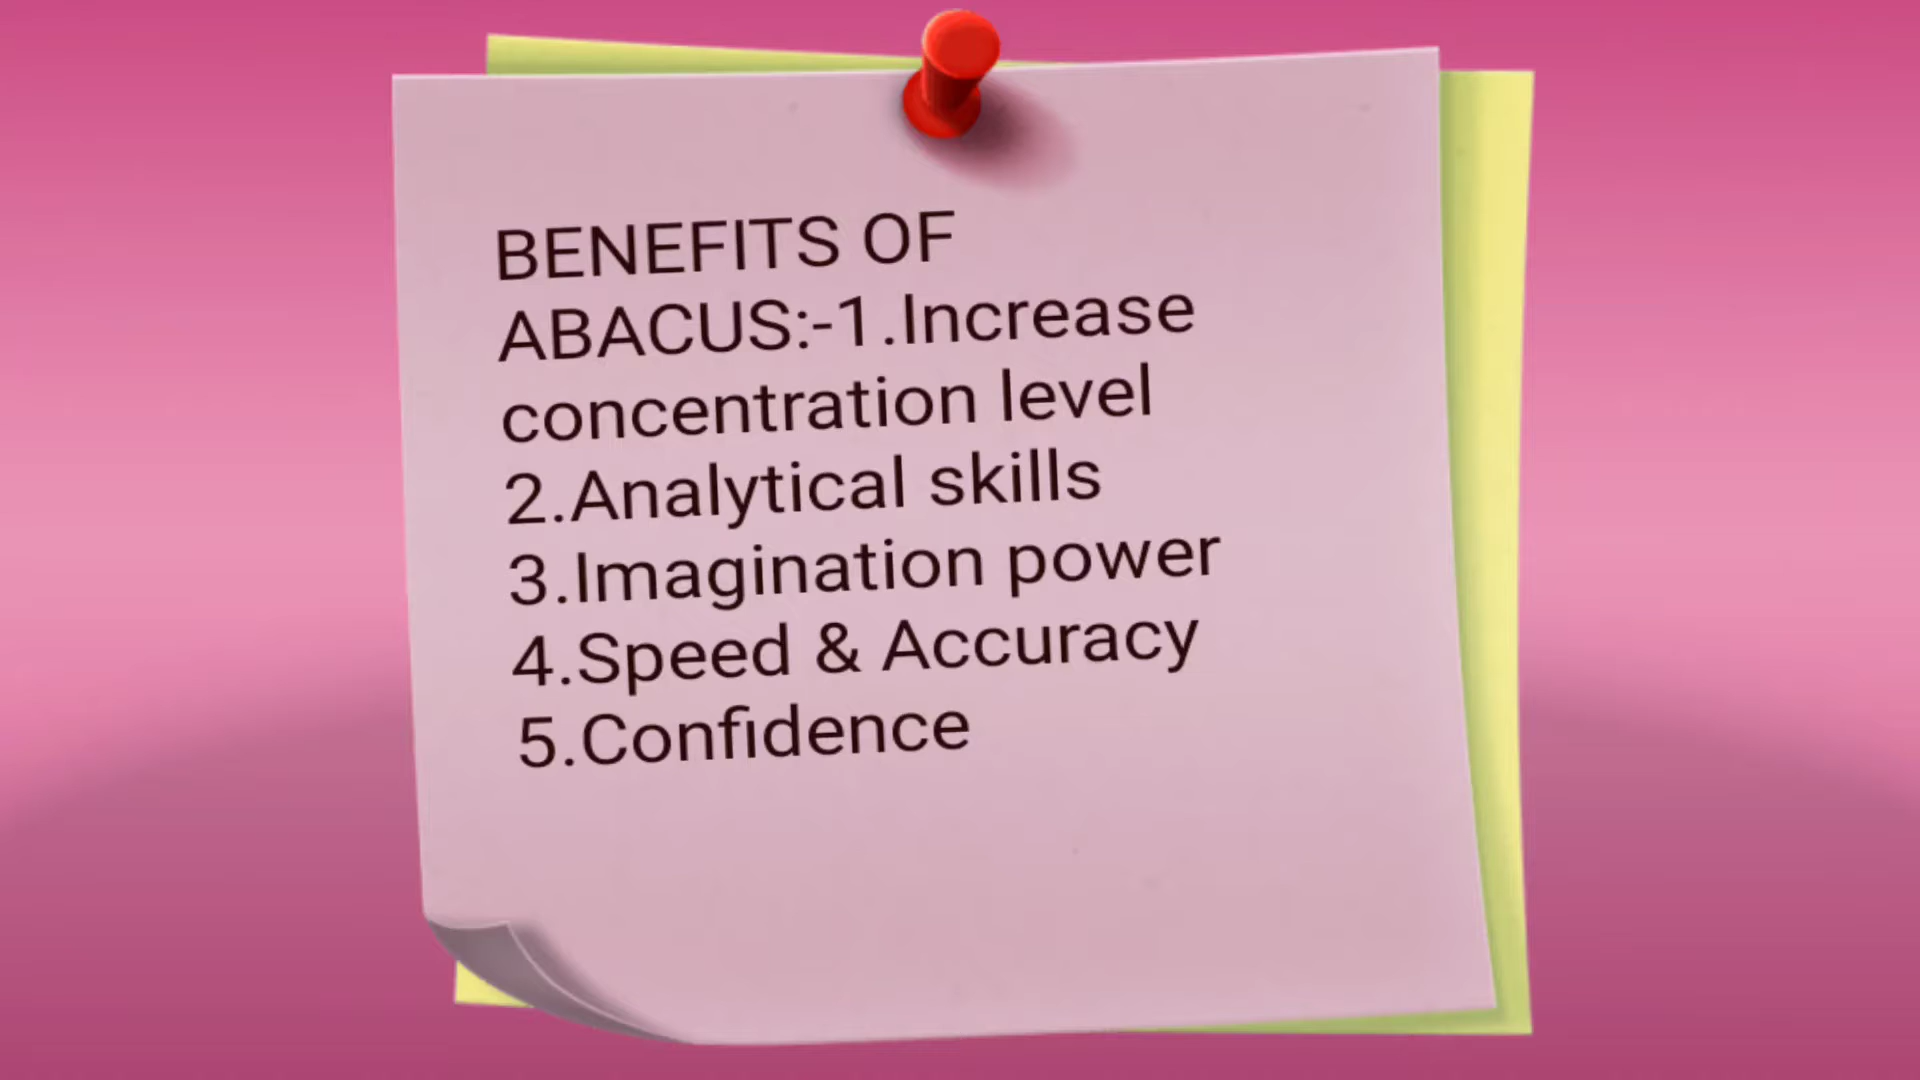 BENEFITS OF
ABACUS:-1.Increase
concentration level
2.Analytical skills
3.Imagination power
4.Speed & Accuracy
5.Confidence